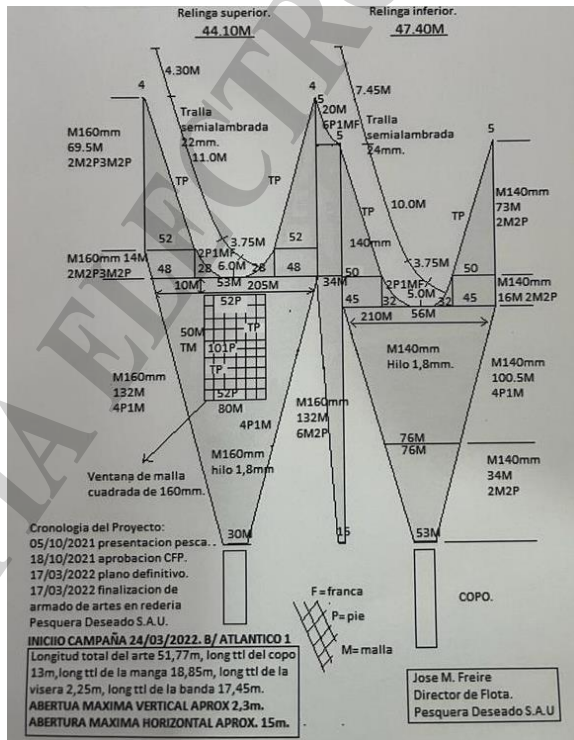 Relinga superior.
44.10M
Relinga inferior.
47.40M
4.30M
7.45M
4
4
5
20M
6P1MF
5
5
Tralla
semialambrada
22mm.
11.0M
Tralla
semialambrada
24mm.
M160mm
69.5M
2M2P3M2P
TP
TP
TP
TP
10.0M
M140mm
73M
2M2P
52
52
3.75M
140mm
3.75M
M160mm 14M
2M2P3M2P
48
28
2P1MF
6.0M
28
48
50
50
10M
53M
205M
34M
45
32
2P1MF
5.0M
32
45
M140mm
16M 2M2P
52P
210M
56M
50M
TM
TP
101P
TP
52P
80M
M140mm
Hilo 1,8mm.
M140mm
100.5M
4P1M
M160mm
132M
4P1M
4P1M
M160mm
132M
6M2P
M160mm
hilo 1,8mm
76M
76M
M140mm
34M
2M2P
Ventana de malla
cuadrada de 160mm.
30M
15
53M
Cronologia del Proyecto:
05/10/2021 presentacion pesca.
18/10/2021 aprobacion CFP.
17/03/2022 plano definitivo.
17/03/2022 finalizacion de
armado de artes en rederia
Pesquera Deseado S.A.U.
INICIIO CAMPAÑA 24/03/2022. B/ ATLANTICO 1
F = franca
P= pie
M= malla
COPO.
Longitud total del arte 51,77m, long ttl del copo
13m,long ttl de la manga 18,85m, long ttl de la
visera 2,25m, long ttl de la banda 17,45m.
ABERTUA MAXIMA VERTICAL APROX 2,3m.
ABERTURA MAXIMA HORIZONTAL APROX. 15m.
Jose M. Freire
Director de Flota.
Pesquera Deseado S.A.U